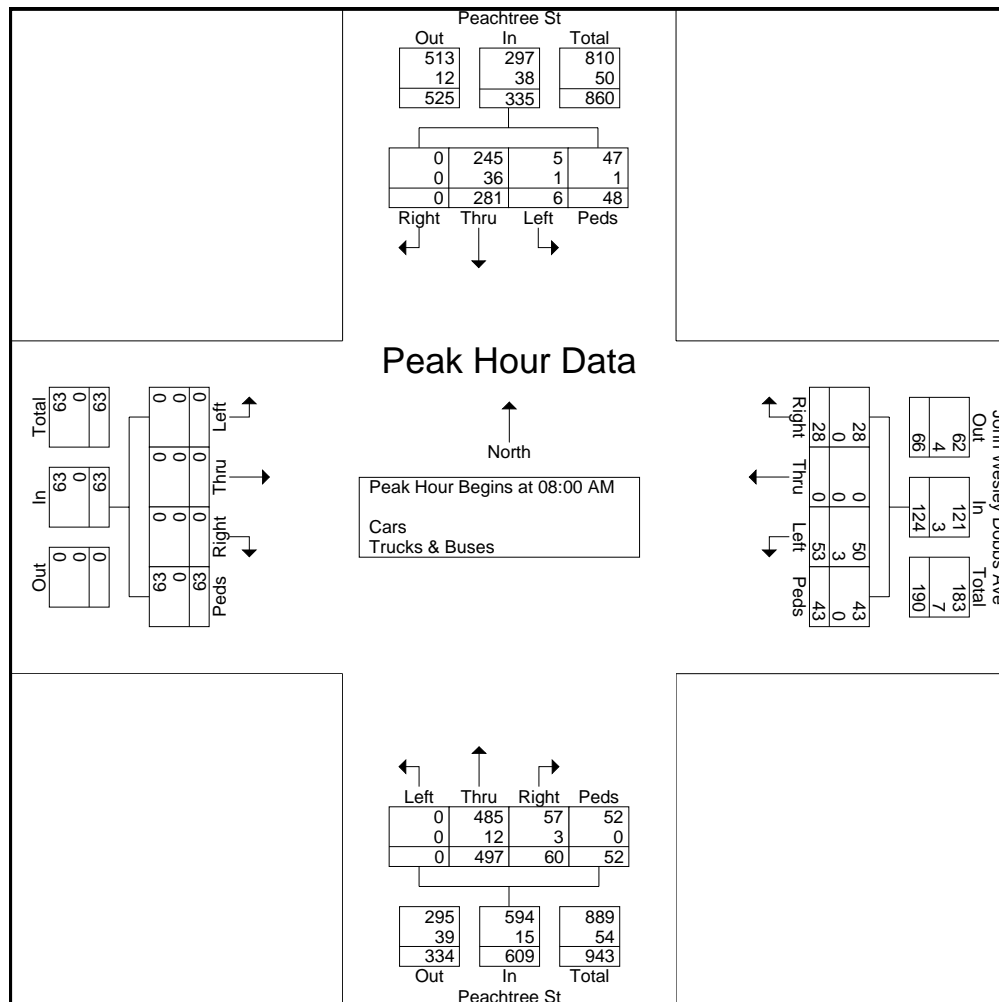 Peachtree St
Out In Total
513 297 810
12 38 50
525 335 860
0 245 5 47
0 36 1 1
0 281 6 48
Right Thru Left Peds
Peak Hour Data
North
Peak Hour Begins at 08:00 AM
Cars
Trucks & Buses
Total
63
0
63
In
63
0
63
Out
0
0
0
Left
0
0
0
Thru
0
0
0
Right
0
0
0
Peds
63
0
63
John Wesley Dobbs Ave
Out
62
4
66
In
121
3
124
Total
183
7
190
Right
28
0
28
Thru
0
0
0
Left
50
3
53
Peds
43
0
43
Left Thru Right Peds
0 485 57 52
0 12 3 0
0 497 60 52
295 594 889
39 15 54
334 609 943
Out In Total
Peachtree St